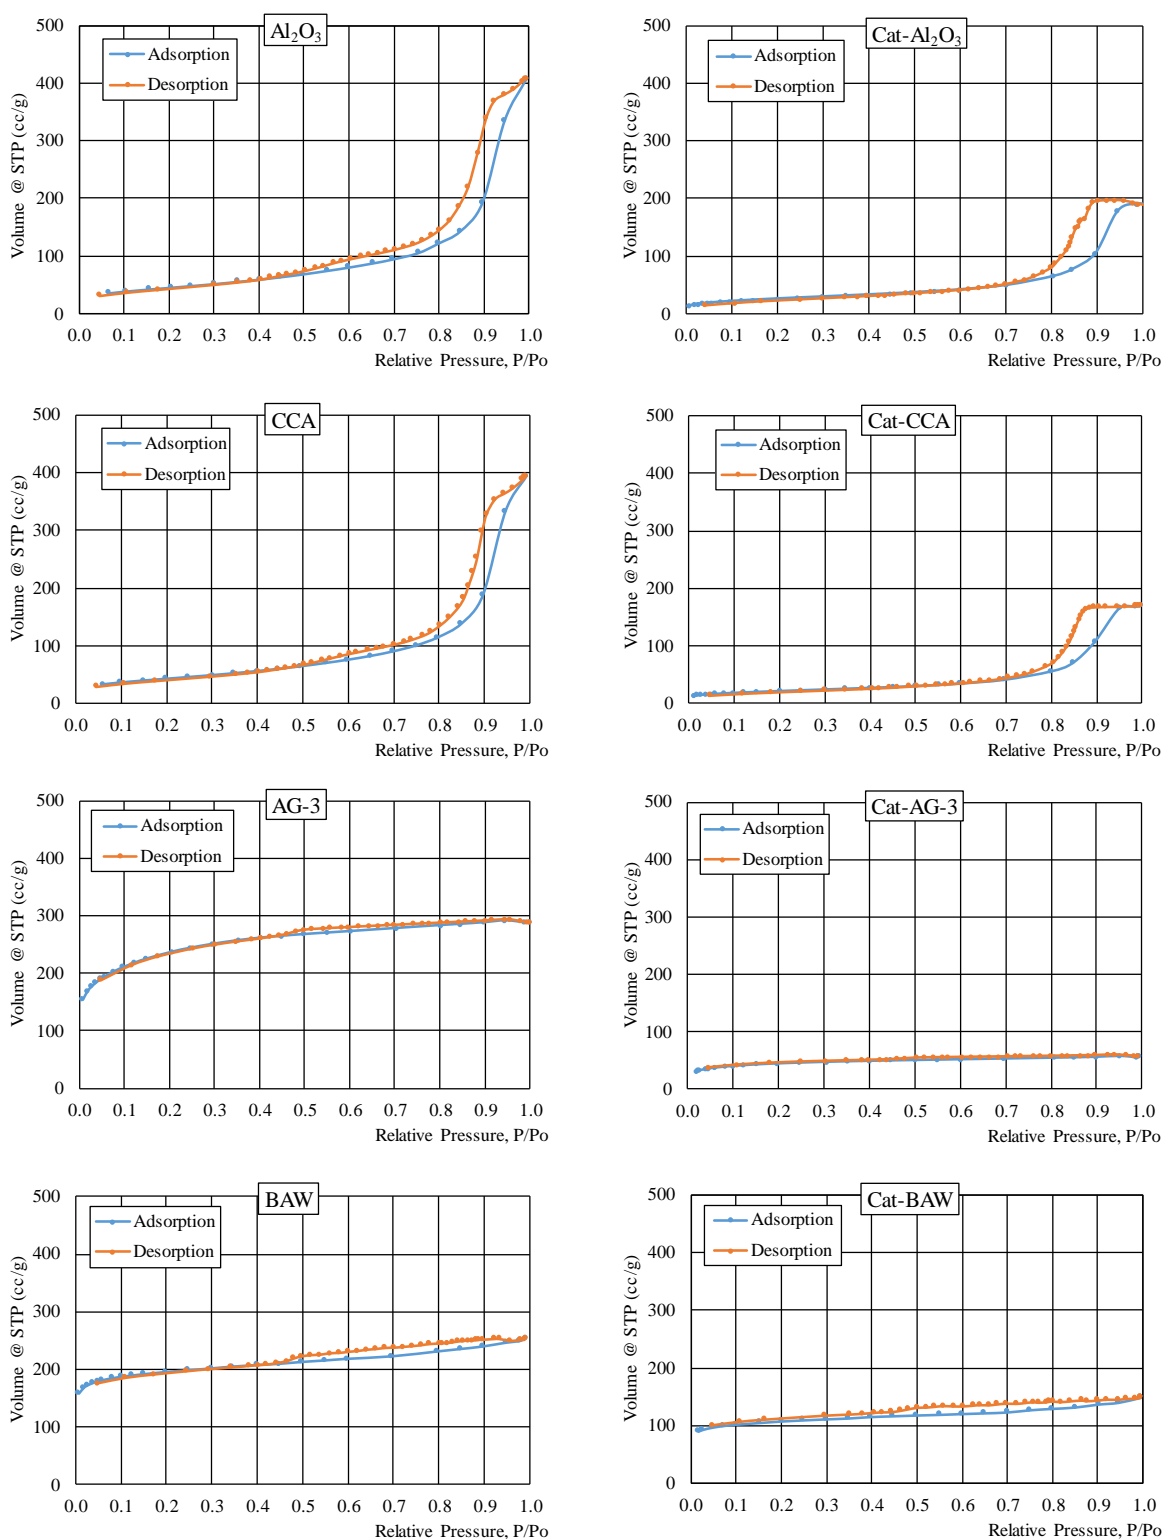 Al₂O₃
Adsorption
Desorption
Volume @ STP (cc/g)
500
400
300
200
100
0
0.0 0.1 0.2 0.3 0.4 0.5 0.6 0.7 0.8 0.9 1.0
Relative Pressure, P/Po
Cat-Al₂O₃
Adsorption
Desorption
Volume @ STP (cc/g)
500
400
300
200
100
0
0.0 0.1 0.2 0.3 0.4 0.5 0.6 0.7 0.8 0.9 1.0
Relative Pressure, P/Po
CCA
Adsorption
Desorption
Volume @ STP (cc/g)
500
400
300
200
100
0
0.0 0.1 0.2 0.3 0.4 0.5 0.6 0.7 0.8 0.9 1.0
Relative Pressure, P/Po
Cat-CCA
Adsorption
Desorption
Volume @ STP (cc/g)
500
400
300
200
100
0
0.0 0.1 0.2 0.3 0.4 0.5 0.6 0.7 0.8 0.9 1.0
Relative Pressure, P/Po
AG-3
Adsorption
Desorption
Volume @ STP (cc/g)
500
400
300
200
100
0
0.0 0.1 0.2 0.3 0.4 0.5 0.6 0.7 0.8 0.9 1.0
Relative Pressure, P/Po
Cat-AG-3
Adsorption
Desorption
Volume @ STP (cc/g)
500
400
300
200
100
0
0.0 0.1 0.2 0.3 0.4 0.5 0.6 0.7 0.8 0.9 1.0
Relative Pressure, P/Po
BAW
Adsorption
Desorption
Volume @ STP (cc/g)
500
400
300
200
100
0
0.0 0.1 0.2 0.3 0.4 0.5 0.6 0.7 0.8 0.9 1.0
Relative Pressure, P/Po
Cat-BAW
Adsorption
Desorption
Volume @ STP (cc/g)
500
400
300
200
100
0
0.0 0.1 0.2 0.3 0.4 0.5 0.6 0.7 0.8 0.9 1.0
Relative Pressure, P/Po